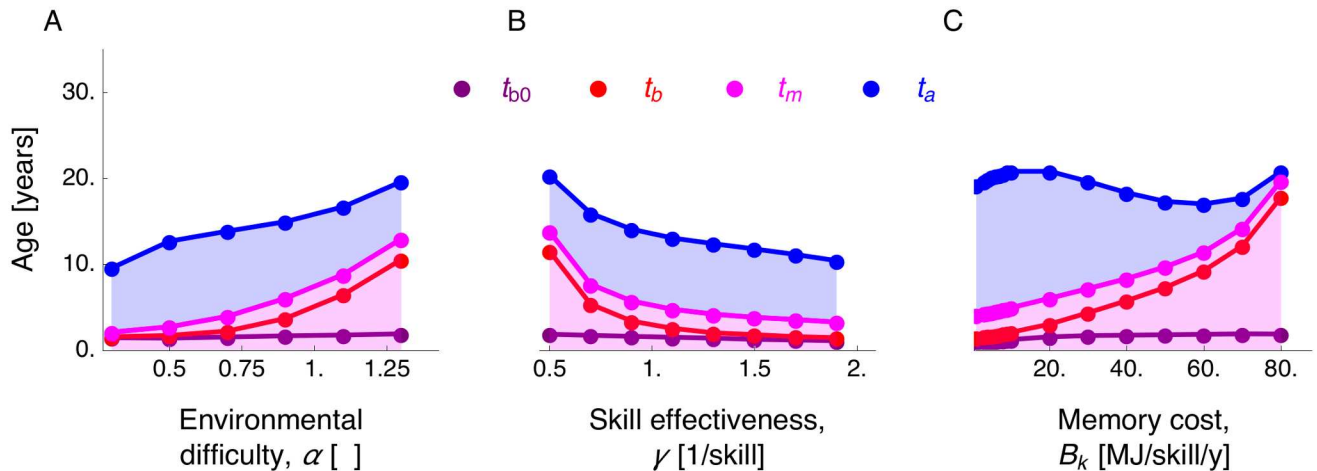 A B C
t_b0 t_b t_m t_a
Age [years]
30.
20.
10.
0.
0.5 0.75 1. 1.25
0.5 1. 1.5 2.
20. 40. 60. 80.
Environmental
difficulty, α [ ]
Skill effectiveness,
γ [1/skill]
Memory cost,
B_k [MJ/skill/y]